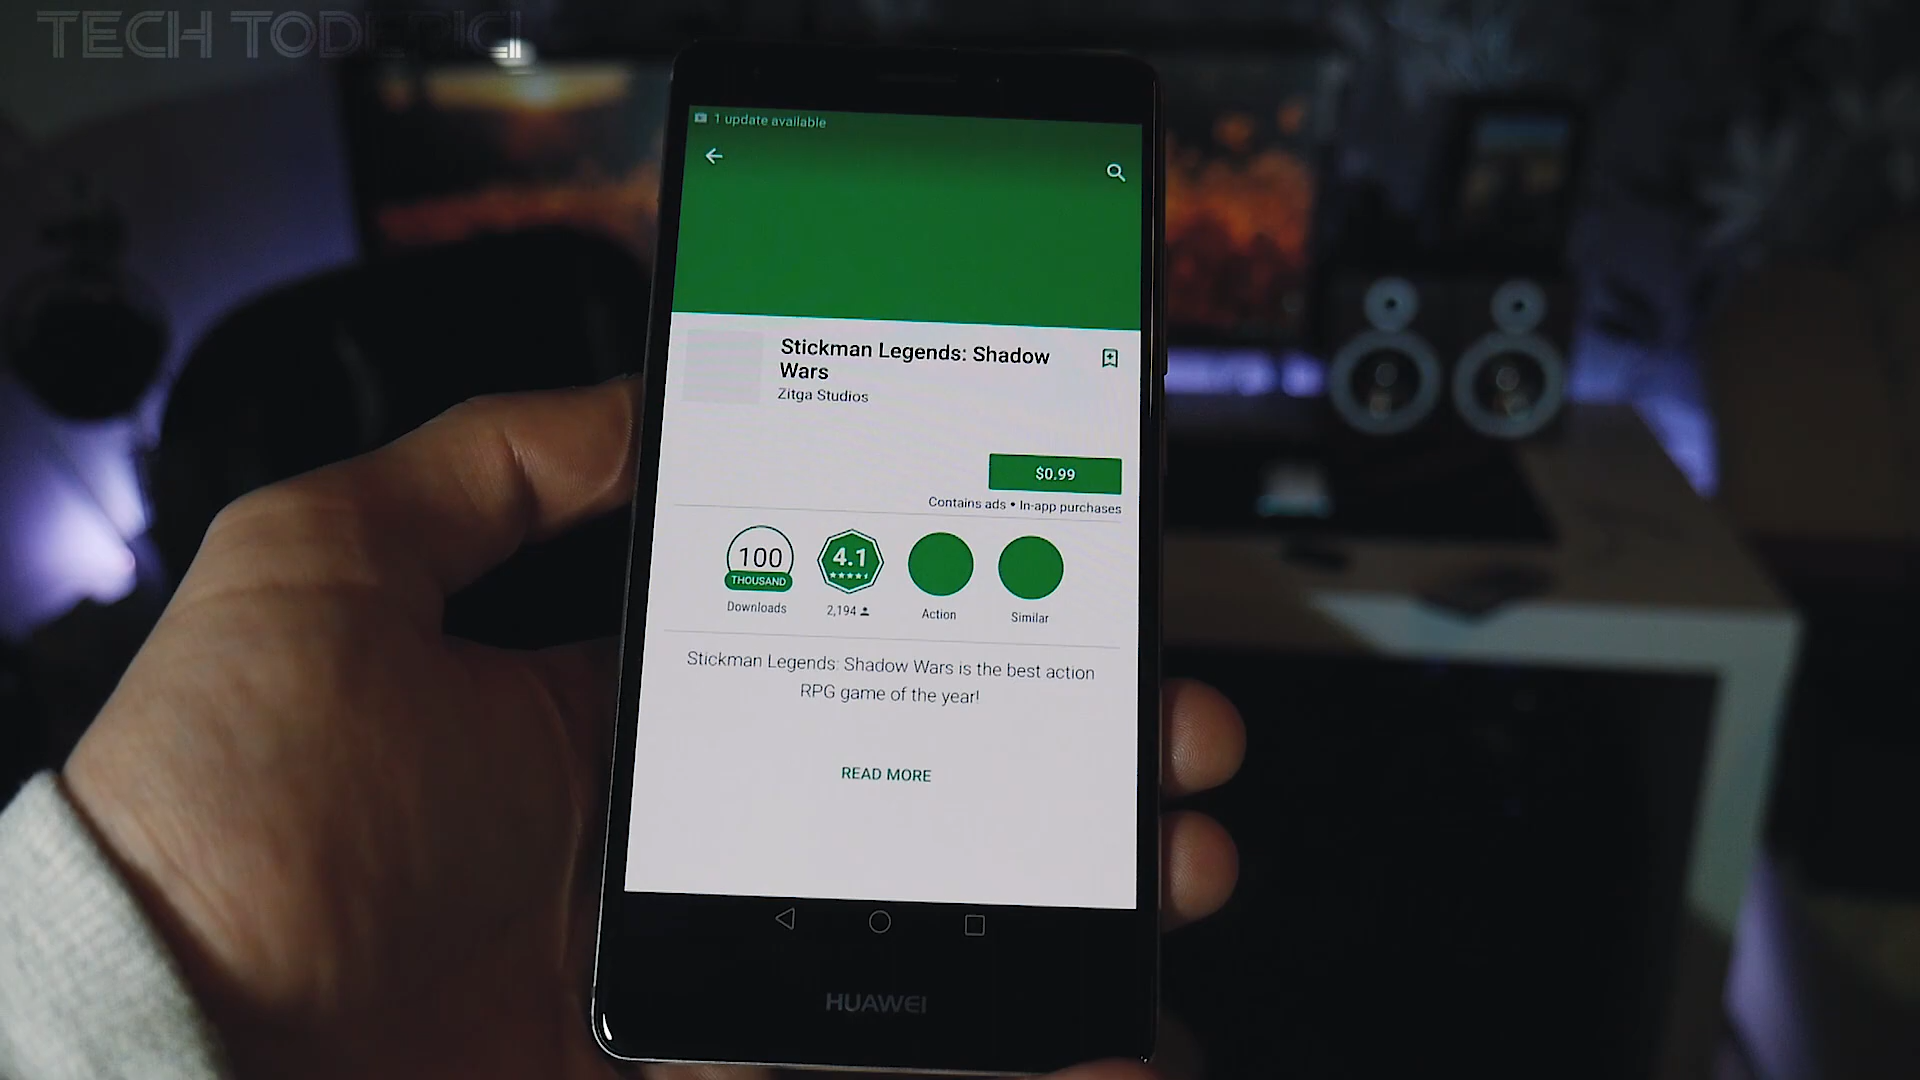 TECH TODERICI
1 update available
Stickman Legends: Shadow
Wars
Zitga Studios
$0.99
Contains ads • In-app purchases
100
THOUSAND
Downloads
4.1
2,194
Action
Similar
Stickman Legends: Shadow Wars is the best action
RPG game of the year!
READ MORE
HUAWEI